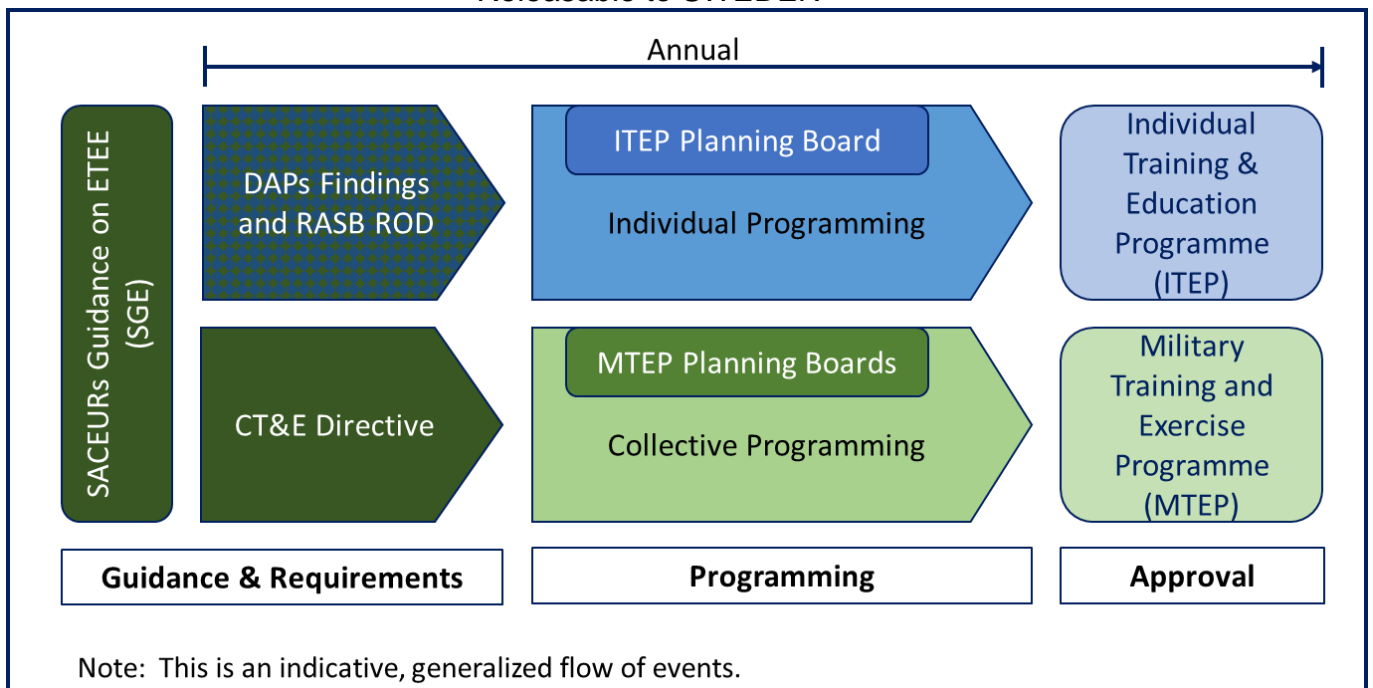 Annual
SACEURs Guidance on ETEE
(SGE)
DAPs Findings
and RASB ROD
ITEP Planning Board
Individual Programming
Individual
Training &
Education
Programme
(ITEP)
CT&E Directive
MTEP Planning Boards
Collective Programming
Military
Training and
Exercise
Programme
(MTEP)
Guidance & Requirements
Programming
Approval
Note: This is an indicative, generalized flow of events.